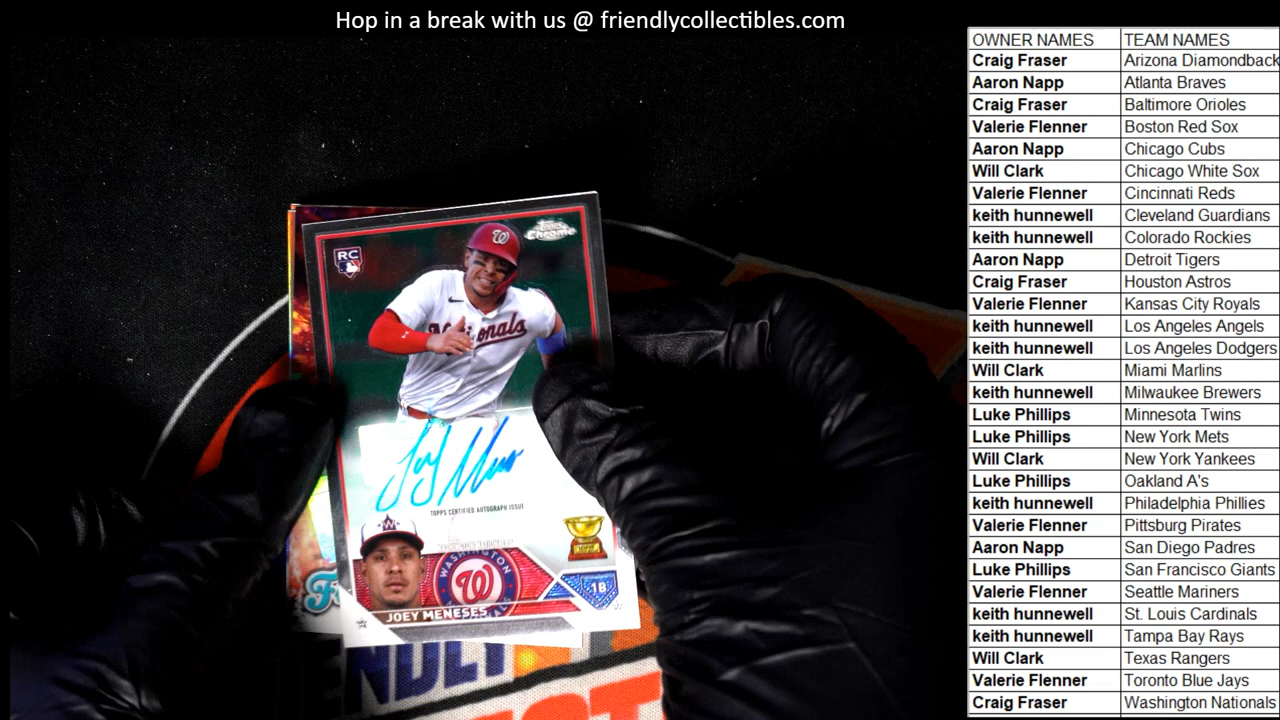 Hop in a break with us @ friendlycollectibles.com
OWNER NAMES TEAM NAMES
Craig Fraser Arizona Diamondback
Aaron Napp Atlanta Braves
Craig Fraser Baltimore Orioles
Valerie Flenner Boston Red Sox
Aaron Napp Chicago Cubs
Will Clark Chicago White Sox
Valerie Flenner Cincinnati Reds
keith hunnewell Cleveland Guardians
keith hunnewell Colorado Rockies
Aaron Napp Detroit Tigers
Craig Fraser Houston Astros
Valerie Flenner Kansas City Royals
keith hunnewell Los Angeles Angels
keith hunnewell Los Angeles Dodgers
Will Clark Miami Marlins
keith hunnewell Milwaukee Brewers
Luke Phillips Minnesota Twins
Luke Phillips New York Mets
Will Clark New York Yankees
Luke Phillips Oakland A's
keith hunnewell Philadelphia Phillies
Valerie Flenner Pittsburg Pirates
Aaron Napp San Diego Padres
Luke Phillips San Francisco Giants
Valerie Flenner Seattle Mariners
keith hunnewell St. Louis Cardinals
keith hunnewell Tampa Bay Rays
Will Clark Texas Rangers
Valerie Flenner Toronto Blue Jays
Craig Fraser Washington Nationals
Topps
Chrome
RC
W
Nationals
TOPPS CERTIFIED AUTOGRAPH ISSUE
WASHINGTON
W
1B
JOEY MENESES